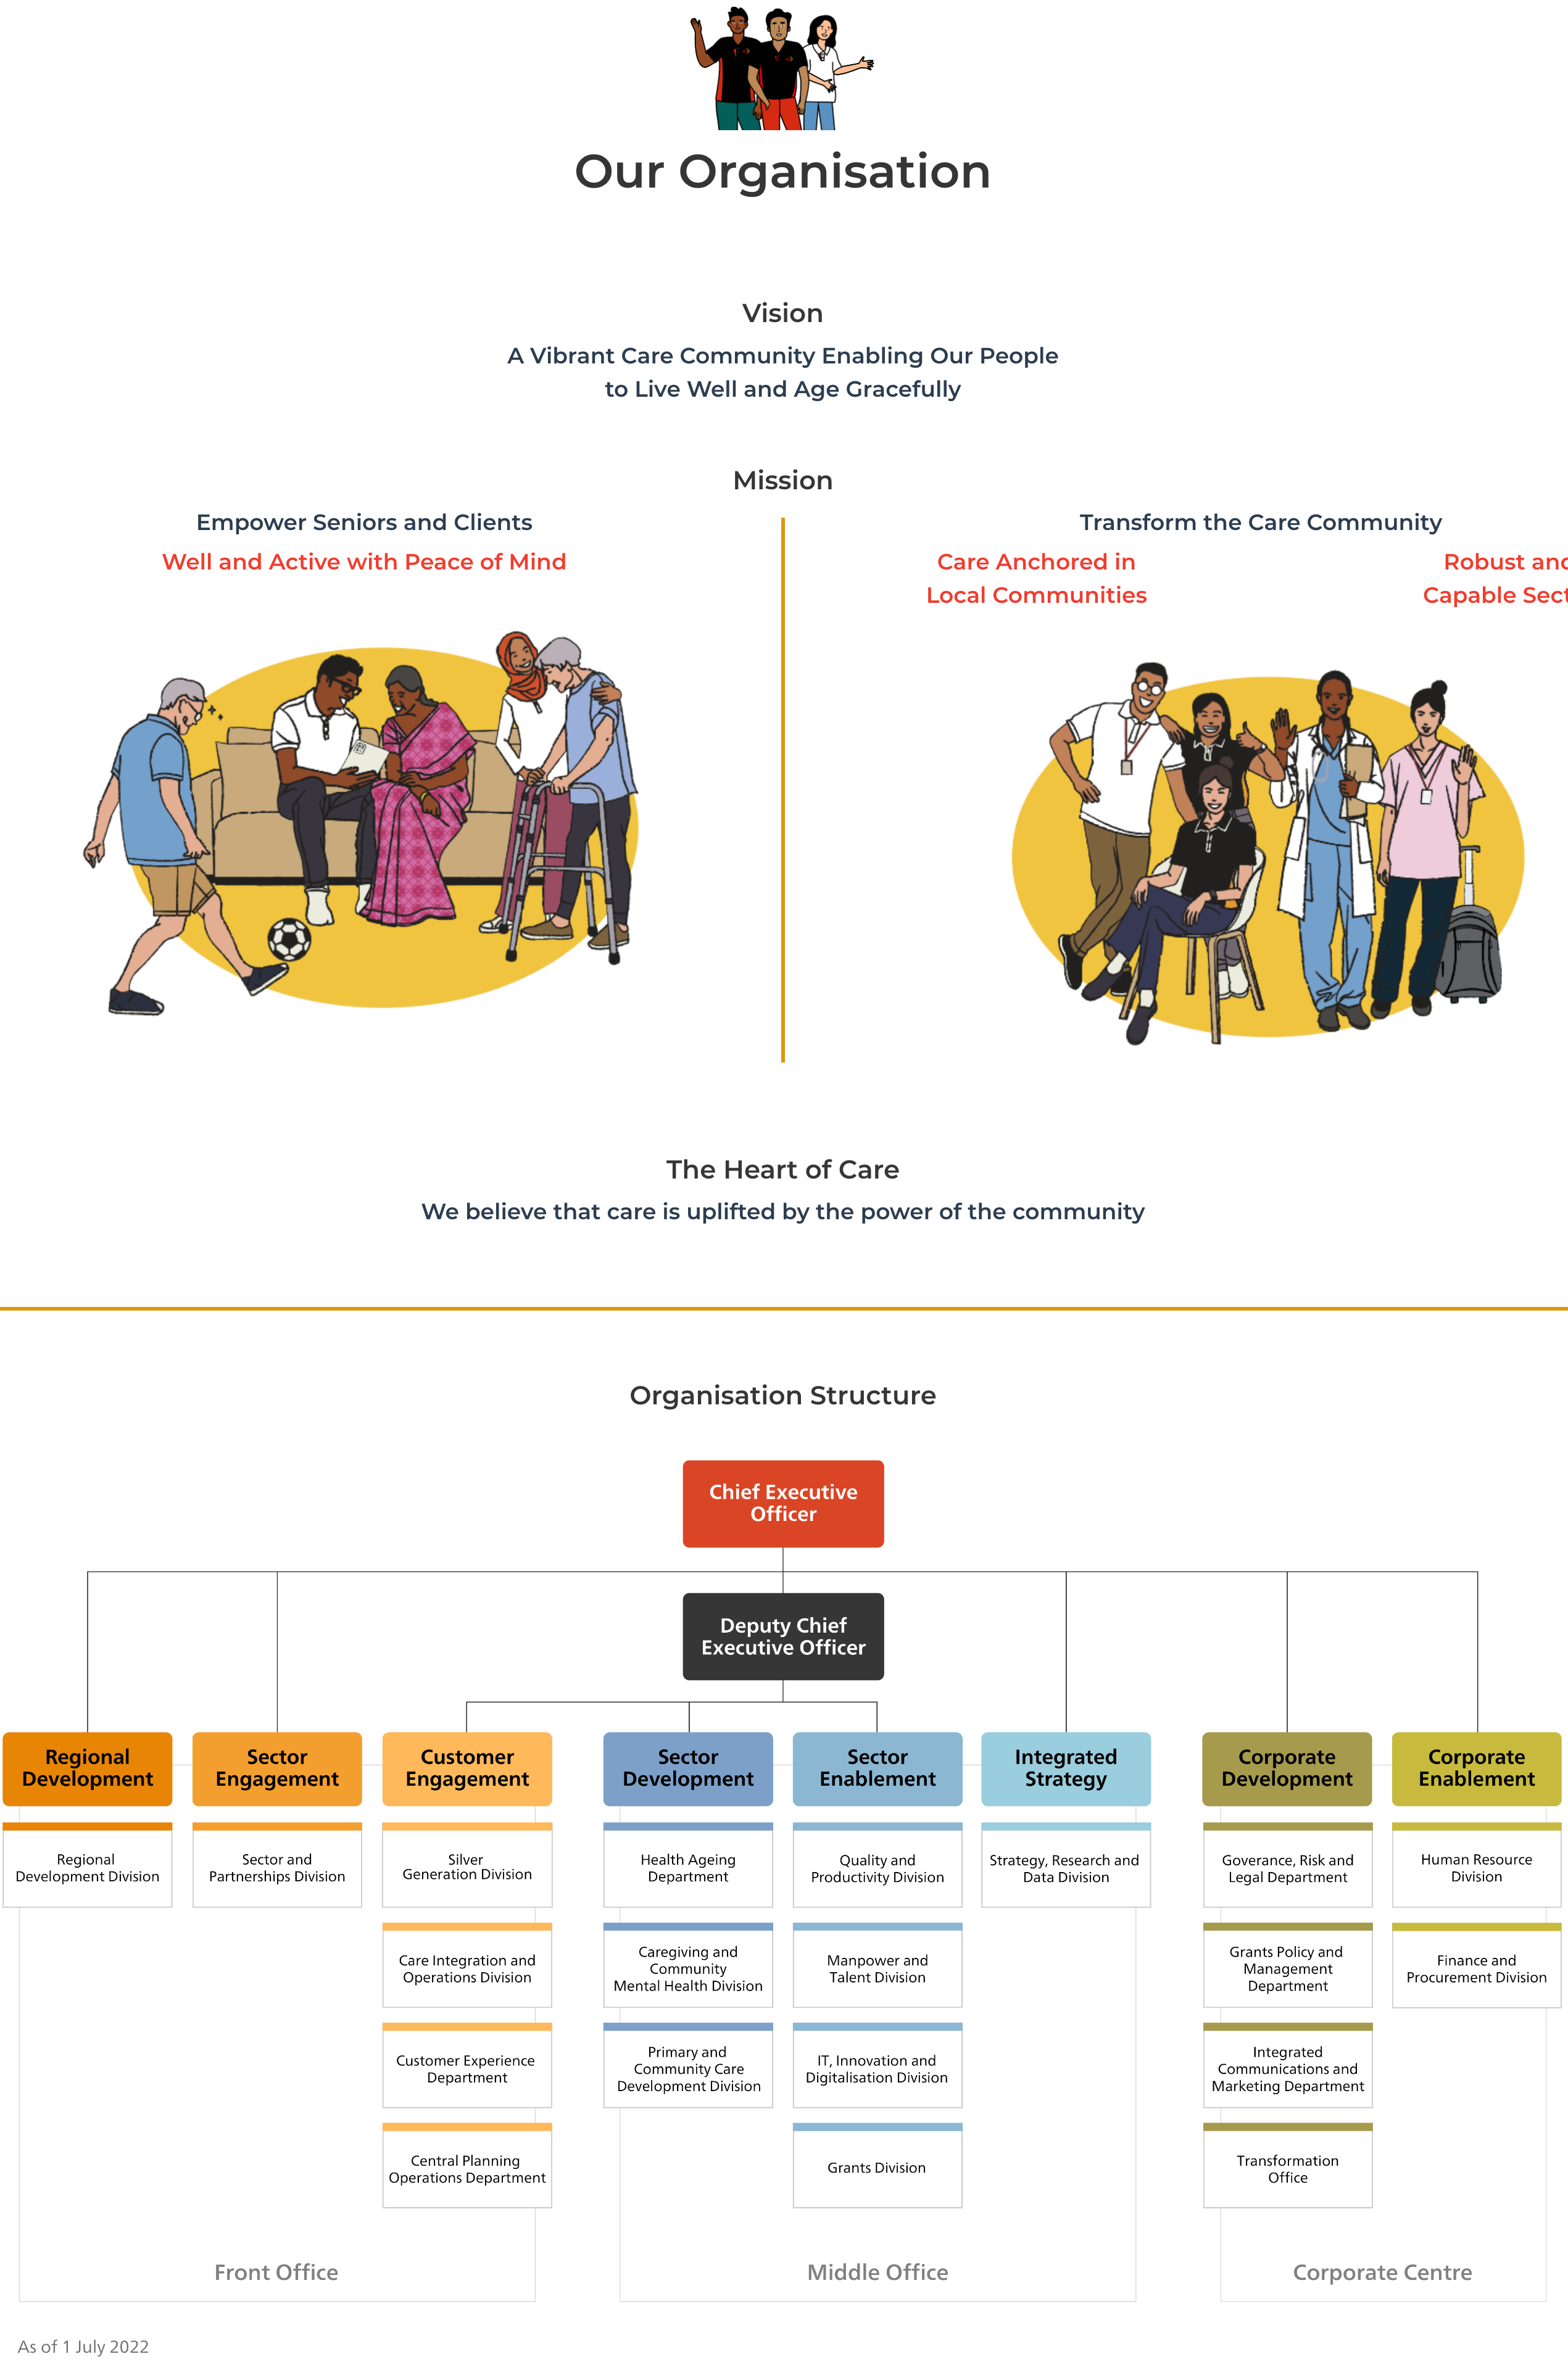 Our Organisation
Vision
A Vibrant Care Community Enabling Our People
to Live Well and Age Gracefully
Mission
Empower Seniors and Clients
Well and Active with Peace of Mind
Transform the Care Community
Care Anchored in
Local Communities
Robust and
Capable Sect
The Heart of Care
We believe that care is uplifted by the power of the community
Organisation Structure
Chief Executive
Officer
Deputy Chief
Executive Officer
Regional
Development
Regional
Development Division
Sector
Engagement
Sector and
Partnerships Division
Customer
Engagement
Silver
Generation Division
Care Integration and
Operations Division
Customer Experience
Department
Central Planning
Operations Department
Front Office
Sector
Development
Health Ageing
Department
Caregiving and
Community
Mental Health Division
Primary and
Community Care
Development Division
Sector
Enablement
Quality and
Productivity Division
Manpower and
Talent Division
IT, Innovation and
Digitalisation Division
Grants Division
Integrated
Strategy
Strategy, Research and
Data Division
Middle Office
Corporate
Development
Goverance, Risk and
Legal Department
Grants Policy and
Management
Department
Integrated
Communications and
Marketing Department
Transformation
Office
Corporate
Enablement
Human Resource
Division
Finance and
Procurement Division
Corporate Centre
As of 1 July 2022